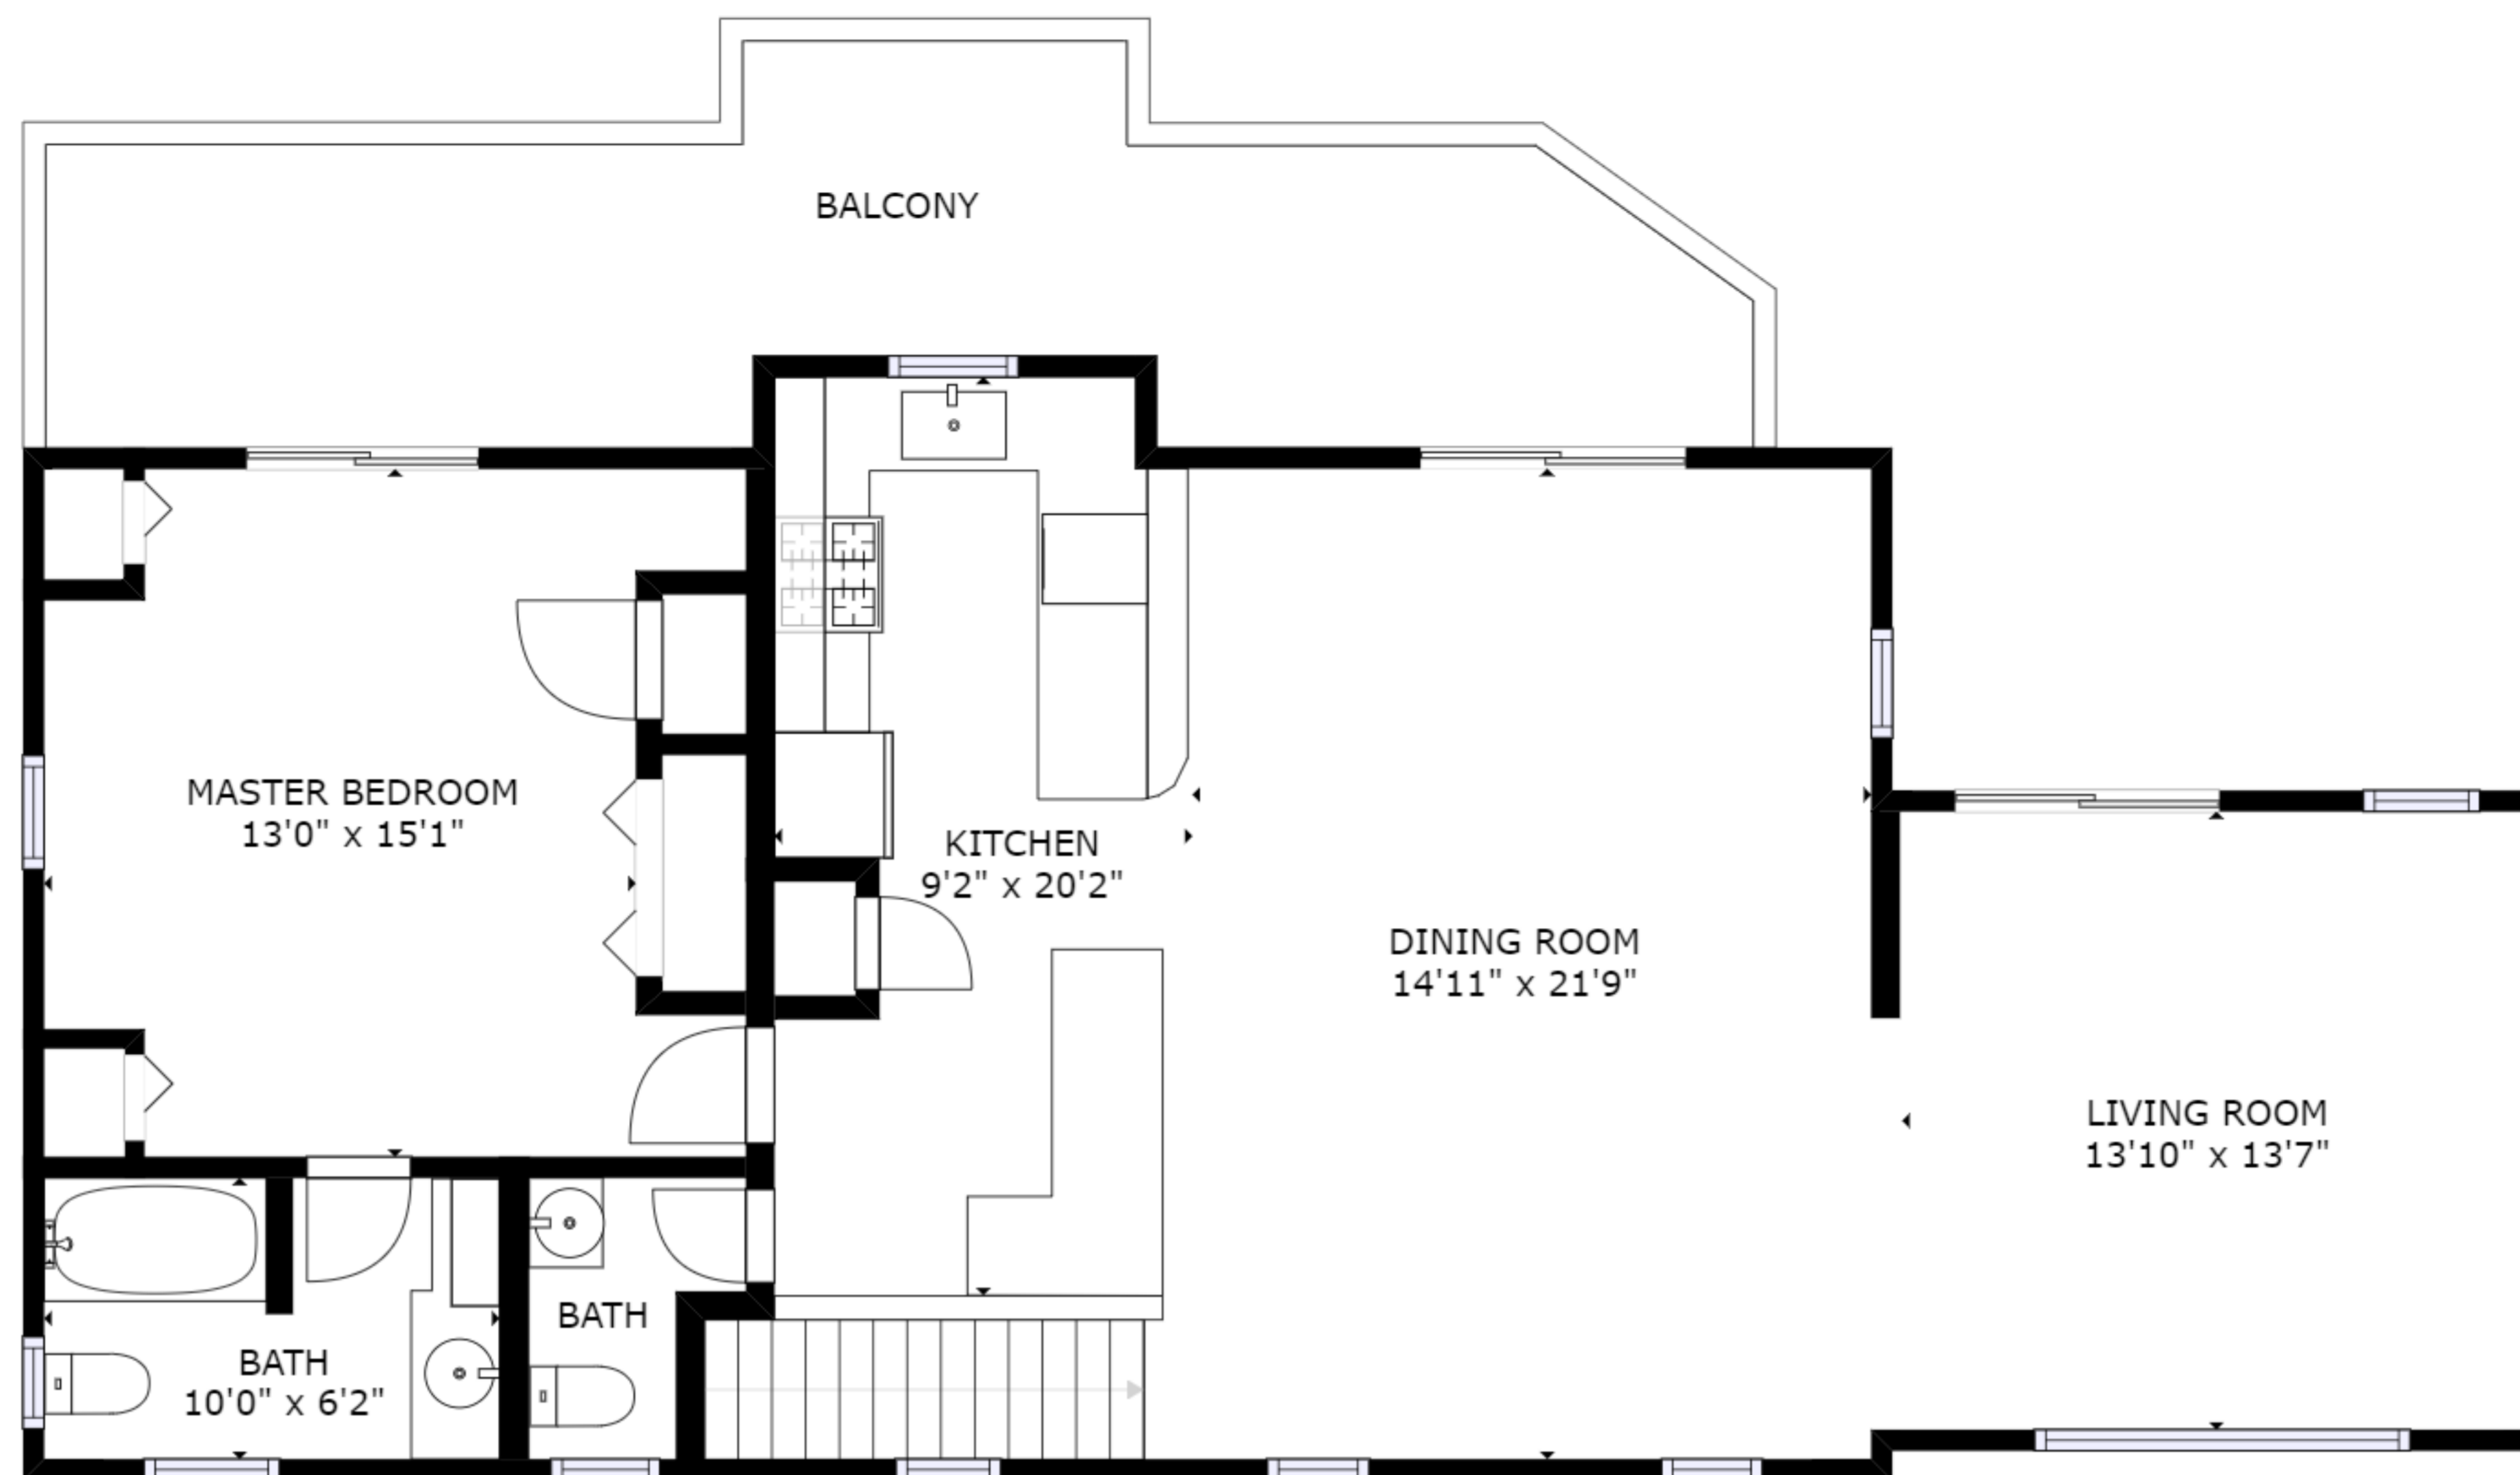 BALCONY
MASTER BEDROOM
13'0" x 15'1"
KITCHEN
9'2" x 20'2"
DINING ROOM
14'11" x 21'9"
LIVING ROOM
13'10" x 13'7"
BATH
10'0" x 6'2"
BATH